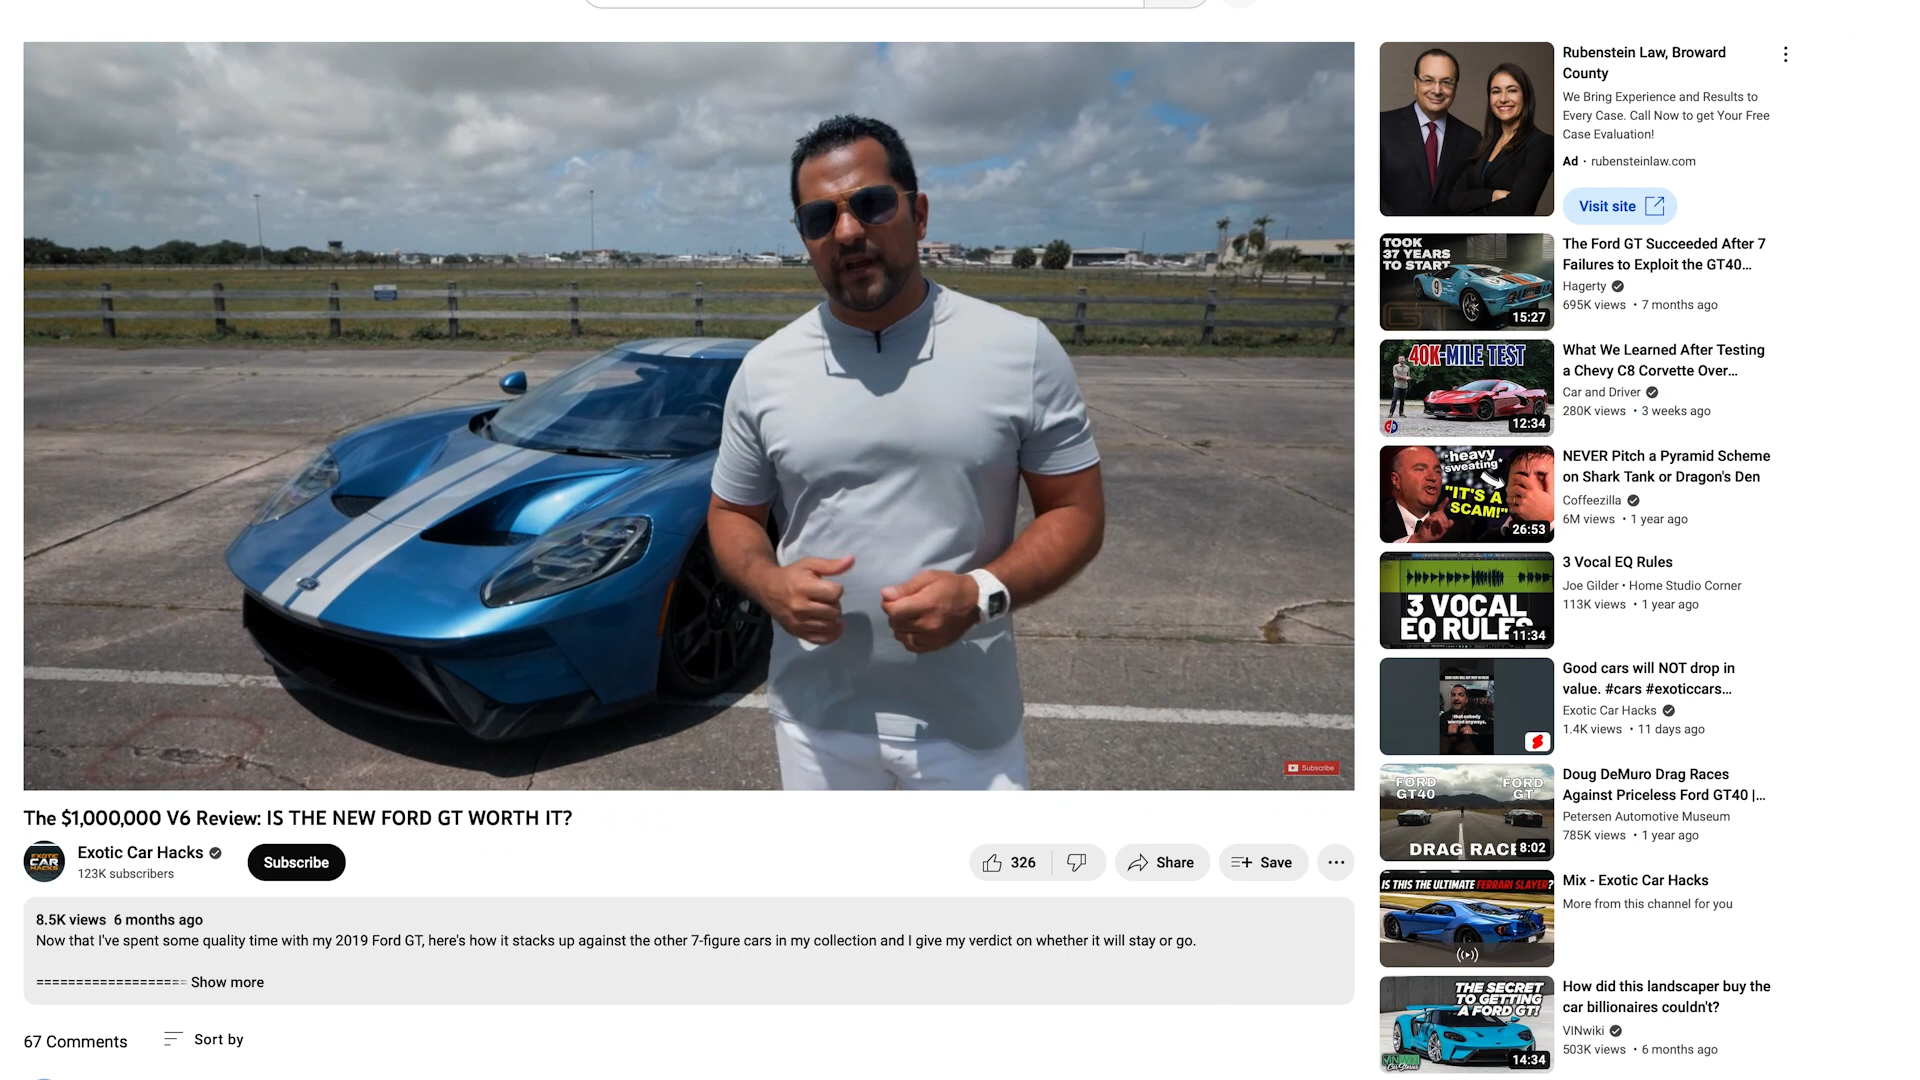 Subscribe
The $1,000,000 V6 Review: IS THE NEW FORD GT WORTH IT?
EXOTIC
CAR
HACKS
Exotic Car Hacks
123K subscribers
Subscribe
326
Share
Save
8.5K views 6 months ago
Now that I've spent some quality time with my 2019 Ford GT, here's how it stacks up against the other 7-figure cars in my collection and I give my verdict on whether it will stay or go.
=================== Show more
67 Comments
Sort by
Rubenstein Law, Broward
County
We Bring Experience and Results to
Every Case. Call Now to get Your Free
Case Evaluation!
Ad · rubensteinlaw.com
Visit site
TOOK
37 YEARS
TO START
9
GT
15:27
The Ford GT Succeeded After 7
Failures to Exploit the GT40...
Hagerty
695K views • 7 months ago
40K-MILE TEST
12:34
What We Learned After Testing
a Chevy C8 Corvette Over...
Car and Driver
280K views • 3 weeks ago
*heavy
sweating*
"IT'S A
SCAM!"
26:53
NEVER Pitch a Pyramid Scheme
on Shark Tank or Dragon's Den
Coffeezilla
6M views • 1 year ago
3 VOCAL
EQ RULES
11:34
3 Vocal EQ Rules
Joe Gilder • Home Studio Corner
113K views • 1 year ago
that nobody
wanted anyways,
Good cars will NOT drop in
value. #cars #exoticcars...
Exotic Car Hacks
1.4K views • 11 days ago
FORD
GT40
FORD
GT
DRAG RACE
8:02
Doug DeMuro Drag Races
Against Priceless Ford GT40 |...
Petersen Automotive Museum
785K views • 1 year ago
IS THIS THE ULTIMATE FERRARI SLAYER?
Mix - Exotic Car Hacks
More from this channel for you
THE SECRET
TO GETTING
A FORD GT!
VINWIKI
Car Stories
14:34
How did this landscaper buy the
car billionaires couldn't?
VINwiki
503K views • 6 months ago